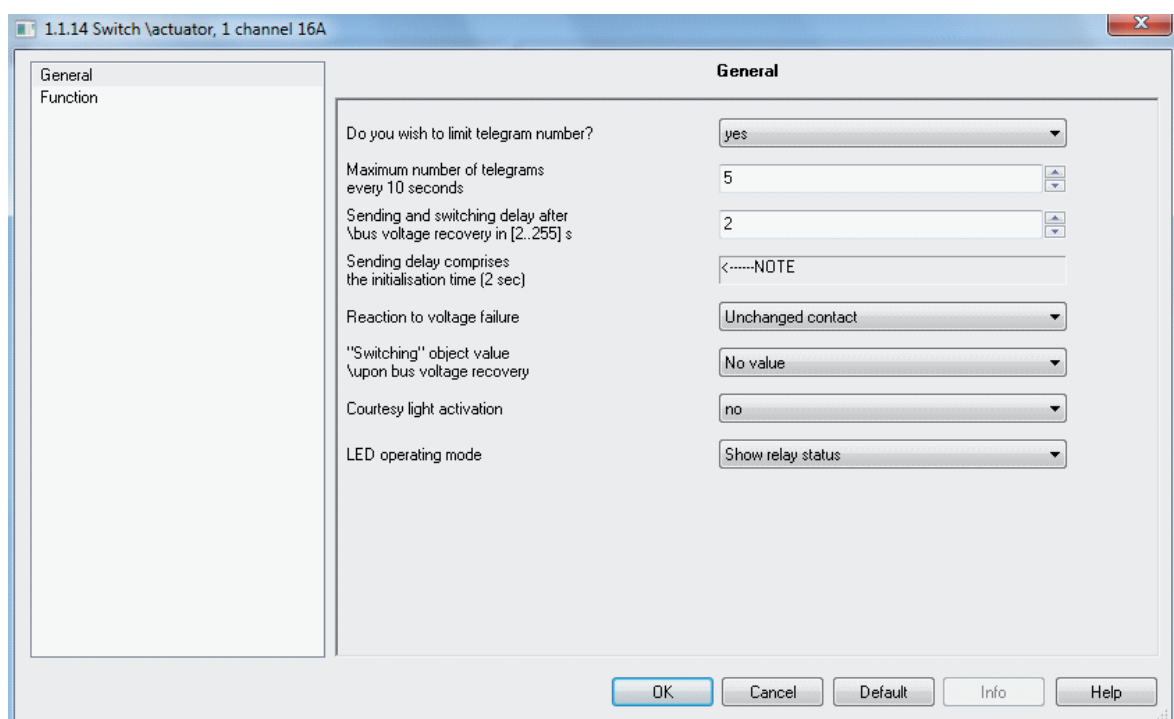 1.1.14 Switch \actuator, 1 channel 16A
General
Function
General
Do you wish to limit telegram number?
yes
Maximum number of telegrams
every 10 seconds
5
Sending and switching delay after
\bus voltage recovery in [2..255] s
2
Sending delay comprises
the initialisation time (2 sec)
<------NOTE
Reaction to voltage failure
Unchanged contact
"Switching" object value
\upon bus voltage recovery
No value
Courtesy light activation
no
LED operating mode
Show relay status
OK
Cancel
Default
Info
Help